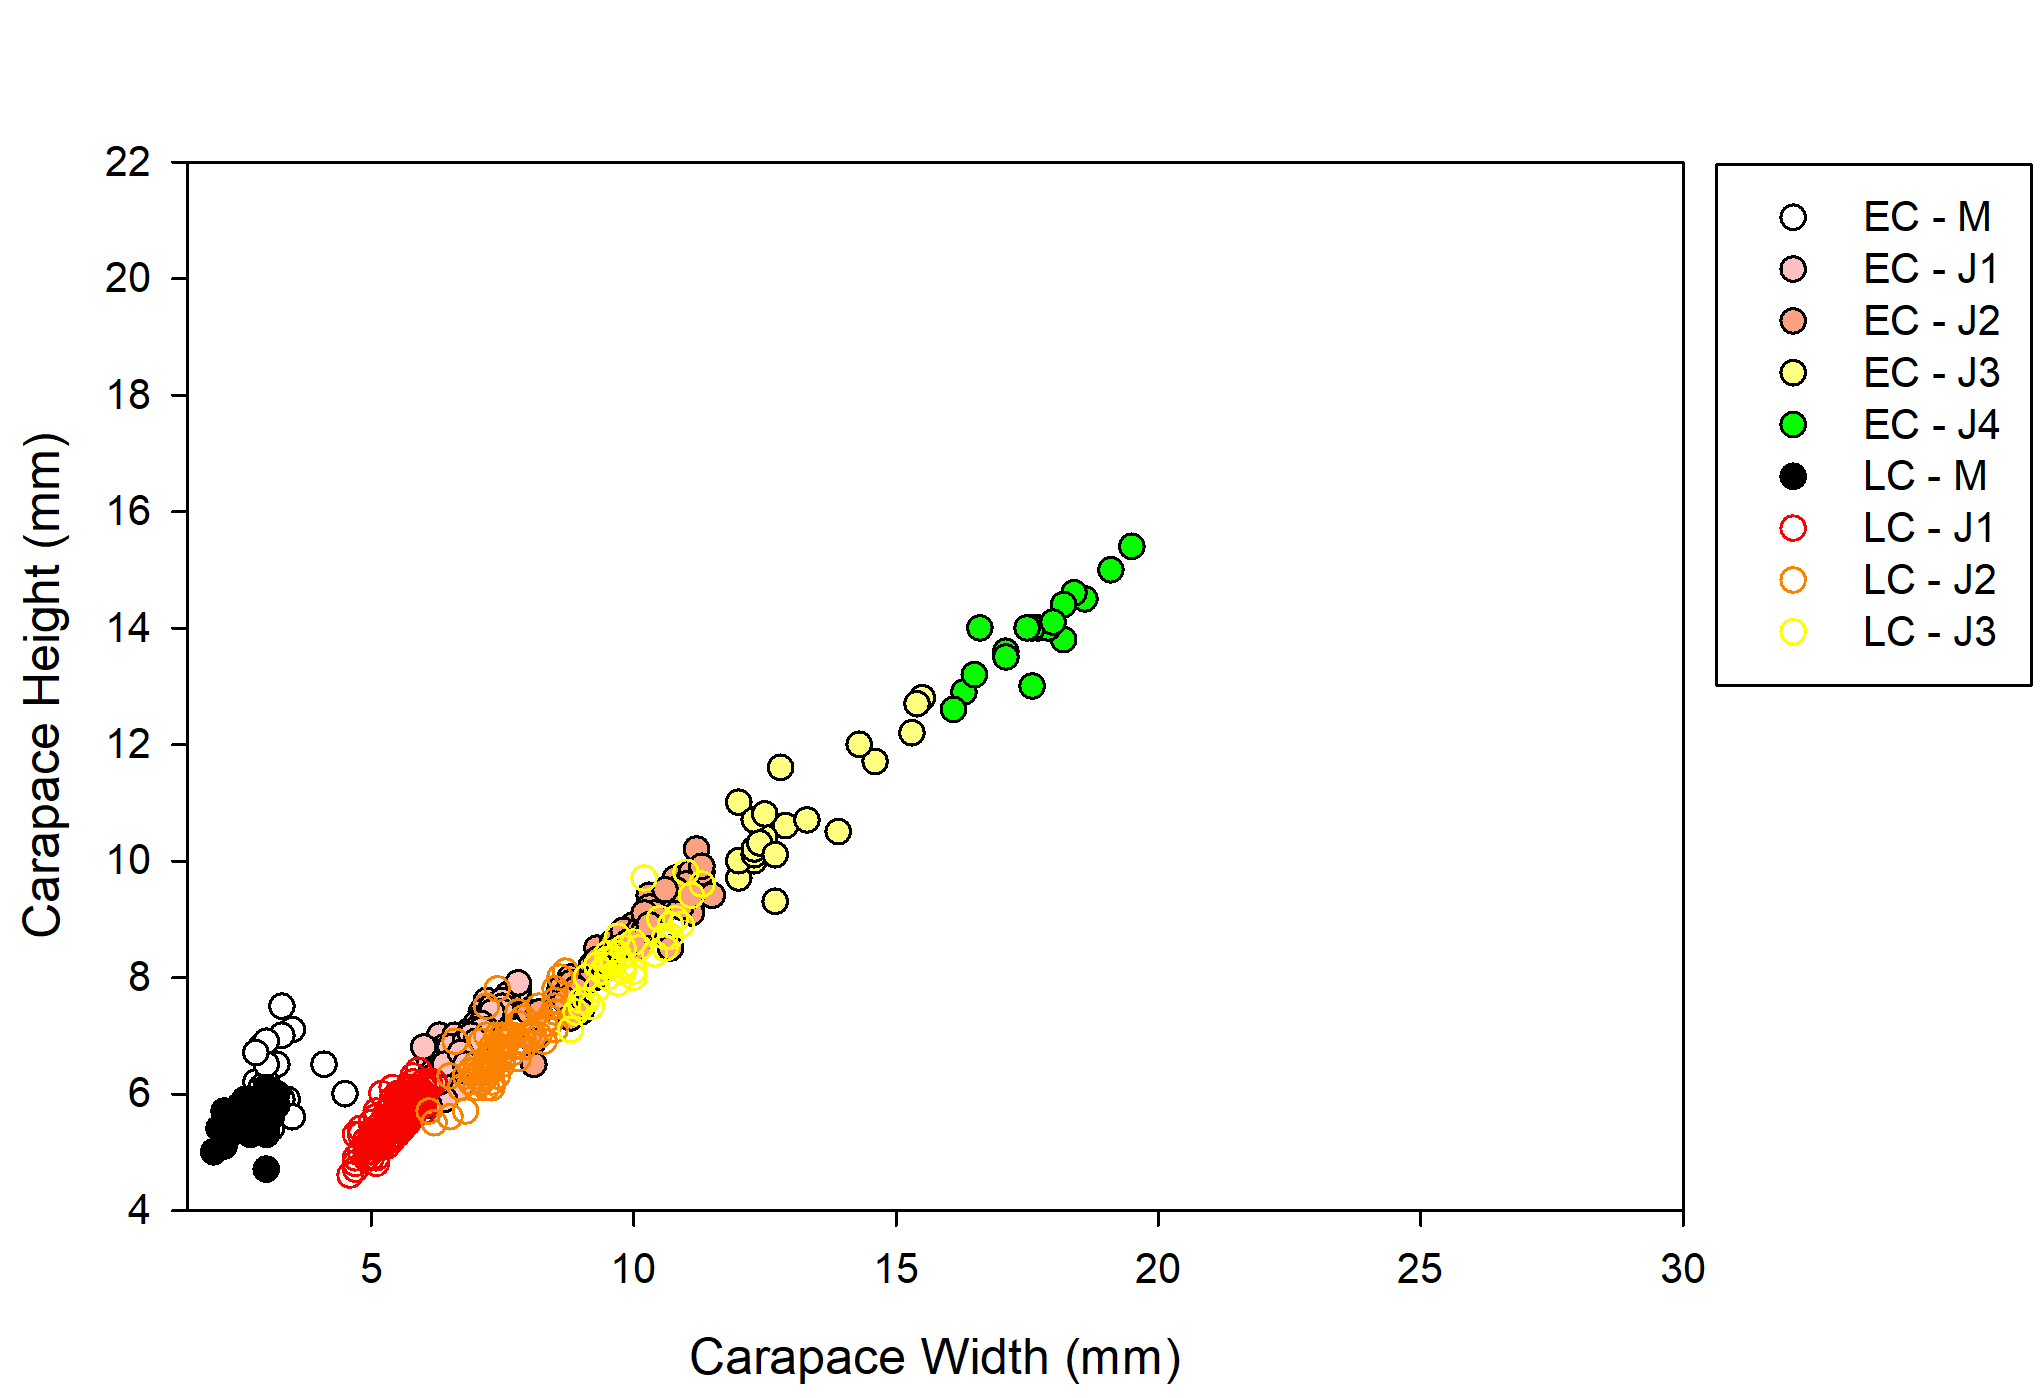 22
20
18
16
14
12
10
8
6
4
Carapace Height (mm)
5 10 15 20 25 30
Carapace Width (mm)
EC - M
EC - J1
EC - J2
EC - J3
EC - J4
LC - M
LC - J1
LC - J2
LC - J3